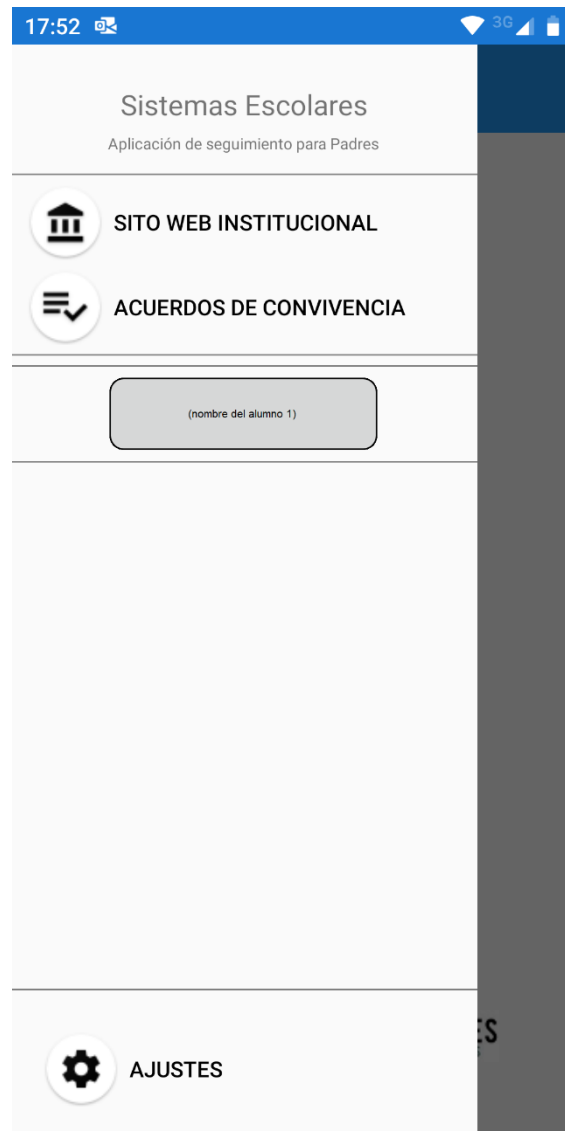 17:52
3G
Sistemas Escolares
Aplicación de seguimiento para Padres
SITO WEB INSTITUCIONAL
ACUERDOS DE CONVIVENCIA
(nombre del alumno 1)
ES
AJUSTES